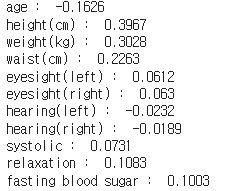 age :  -0.1626
height(cm) :  0.3967
weight(kg) :  0.3028
waist(cm) :  0.2263
eyesight(left) :  0.0612
eyesight(right) :  0.063
hearing(left) :  -0.0232
hearing(right) :  -0.0189
systolic :  0.0731
relaxation :  0.1083
fasting blood sugar :  0.1003